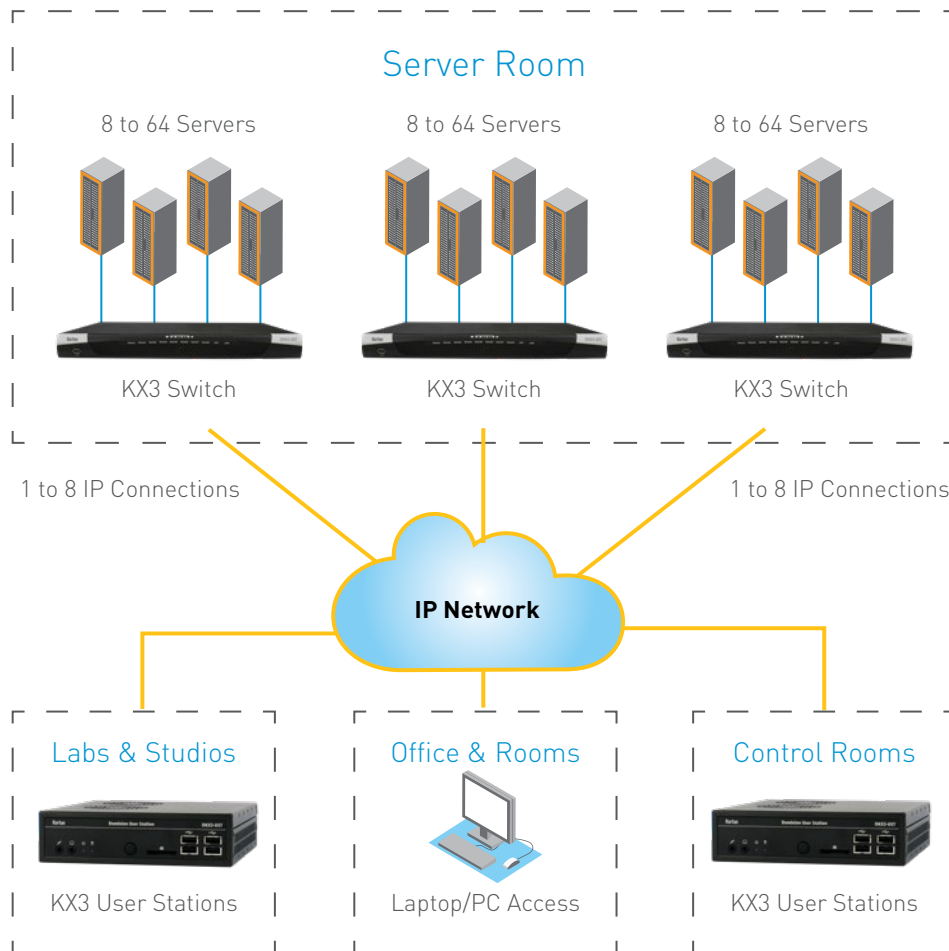 Server Room
8 to 64 Servers
8 to 64 Servers
8 to 64 Servers
KX3 Switch
KX3 Switch
KX3 Switch
1 to 8 IP Connections
1 to 8 IP Connections
IP Network
Labs & Studios
Office & Rooms
Control Rooms
KX3 User Stations
Laptop/PC Access
KX3 User Stations